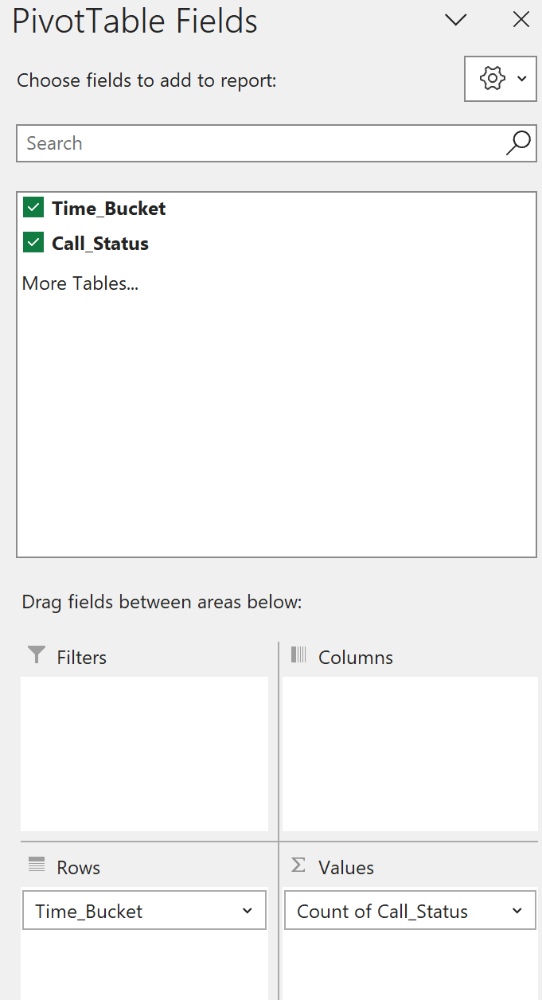 PivotTable Fields
Choose fields to add to report:
Search
Time_Bucket
Call_Status
More Tables...
Drag fields between areas below:
Filters
Columns
Rows
Values
Time_Bucket
Count of Call_Status